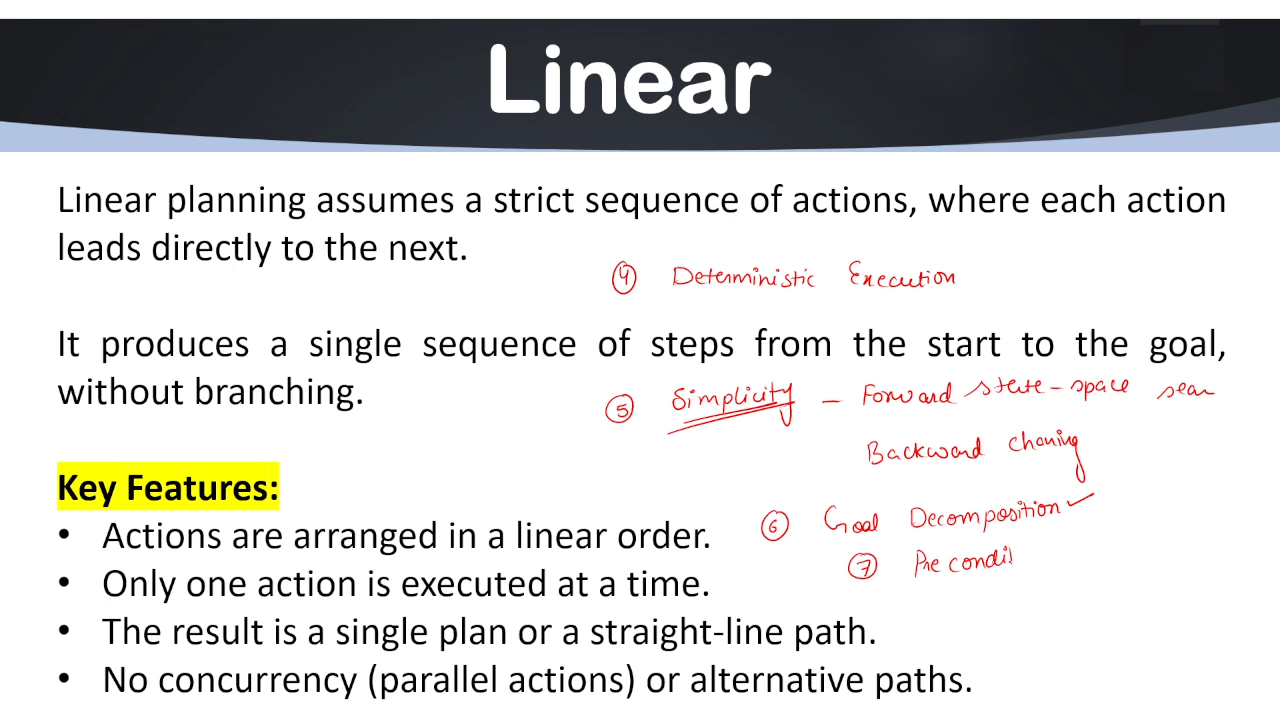 Linear
Linear planning assumes a strict sequence of actions, where each action
leads directly to the next.
④ Deterministic Execution
It produces a single sequence of steps from the start to the goal,
without branching.
⑤ Simplicity – Forward state-space sear
Backward chaning
Key Features:
• Actions are arranged in a linear order.
⑥ Goal Decomposition ✓
⑦ Pre condit
• Only one action is executed at a time.
• The result is a single plan or a straight-line path.
• No concurrency (parallel actions) or alternative paths.